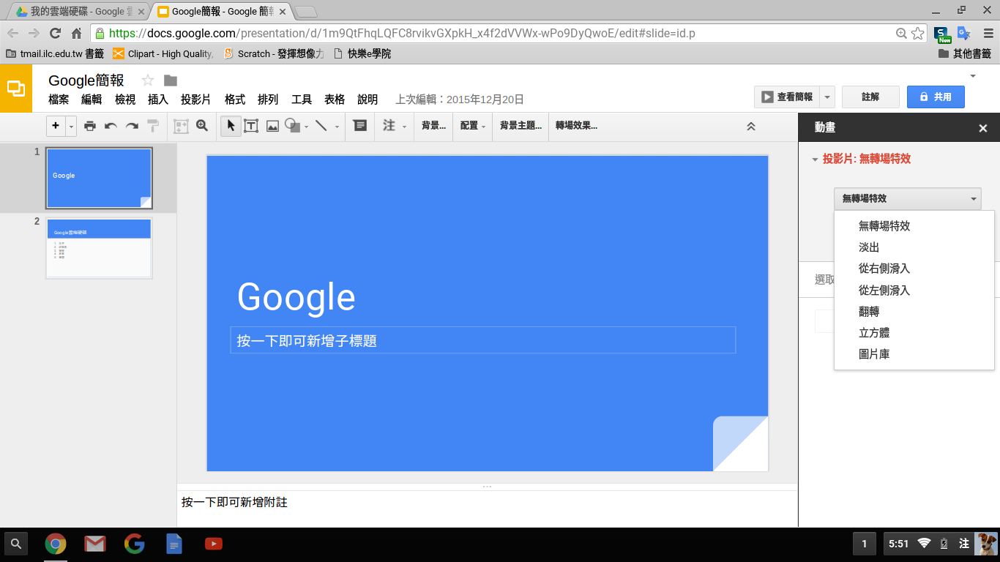 我的雲端硬碟 - Google 雲
Google簡報 - Google 簡報
https://docs.google.com/presentation/d/1m9QtFhqLQFC8rvikvGXpkH_x4f2dVVWx-wPo9DyQwoE/edit#slide=id.p
S New
tmail.ilc.edu.tw 書籤
Clipart - High Quality,
Scratch - 發揮想像力
快樂e學院
其他書籤
Google簡報
檔案 編輯 檢視 插入 投影片 格式 排列 工具 表格 說明 上次編輯：2015年12月20日
查看簡報 註解 共用
注 背景... 配置 背景主題... 轉場效果...
動畫
投影片: 無轉場特效
無轉場特效
無轉場特效
淡出
從右側滑入
從左側滑入
翻轉
立方體
圖片庫
選取
1
Google
2
Google雲端硬碟
Google
按一下即可新增子標題
按一下即可新增附註
1 5:51 注